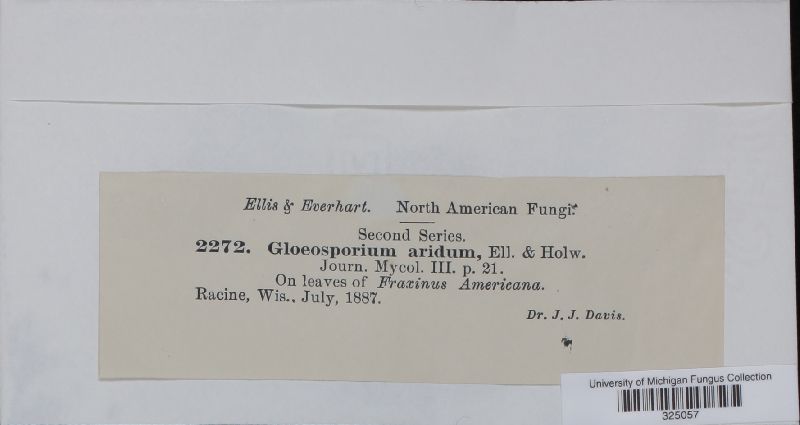 Ellis & Everhart. North American Fungi.
Second Series.
2272. Gloeosporium aridum, Ell. & Holw.
Journ. Mycol. III. p. 21.
On leaves of Fraxinus Americana.
Racine, Wis., July, 1887.
Dr. J. J. Davis.
University of Michigan Fungus Collection
325057